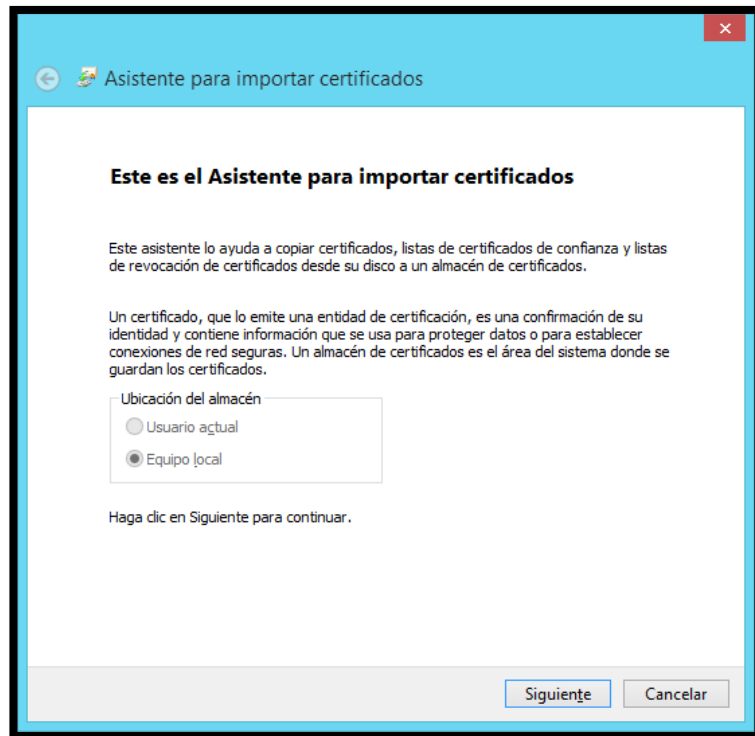 Asistente para importar certificados
Este es el Asistente para importar certificados
Este asistente lo ayuda a copiar certificados, listas de certificados de confianza y listas
de revocación de certificados desde su disco a un almacén de certificados.
Un certificado, que lo emite una entidad de certificación, es una confirmación de su
identidad y contiene información que se usa para proteger datos o para establecer
conexiones de red seguras. Un almacén de certificados es el área del sistema donde se
guardan los certificados.
Ubicación del almacén
Usuario actual
Equipo local
Haga clic en Siguiente para continuar.
Siguiente
Cancelar